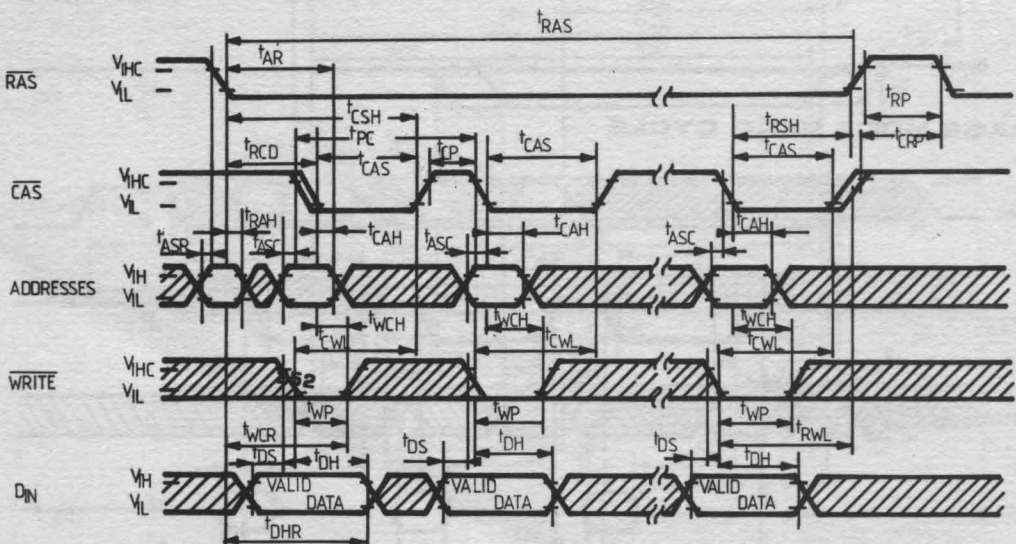 tRAS
tAR
RAS VIHC
VIL
tCSH
tPC
tRCD tCAS tCP tCAS
tRSH tRP
tCAS tCRP
CAS VIHC
VIL
tASR tRAH tASC tCAH tASC tCAH tASC tCAH
ADDRESSES VIH
VIL
tWCH tWCH tWCH
tCWL tCWL tCWL
WRITE VIHC
VIL
tWP tWP tWP
tWCR tRWL
tDS tDH tDS tDH tDS tDH
DIN VIH
VIL
VALID DATA VALID DATA VALID DATA
tDHR